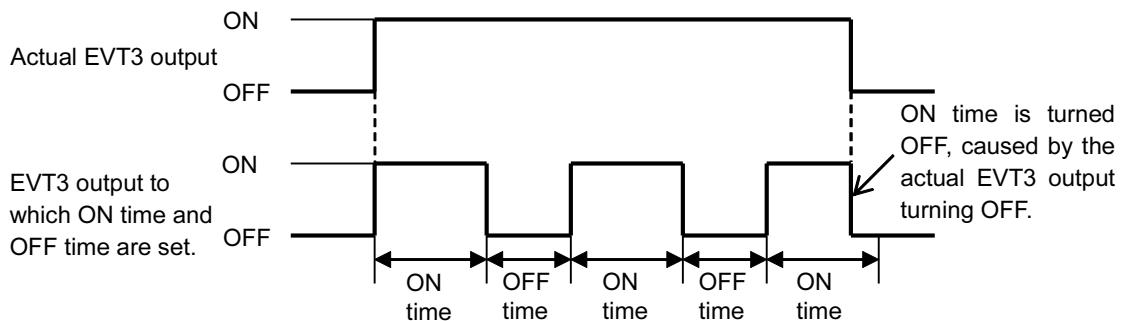 ON
Actual EVT3 output
OFF
ON time is turned
OFF, caused by the
actual EVT3 output
turning OFF.
ON
EVT3 output to
which ON time and
OFF time are set.
OFF
ON
time
OFF
time
ON
time
OFF
time
ON
time